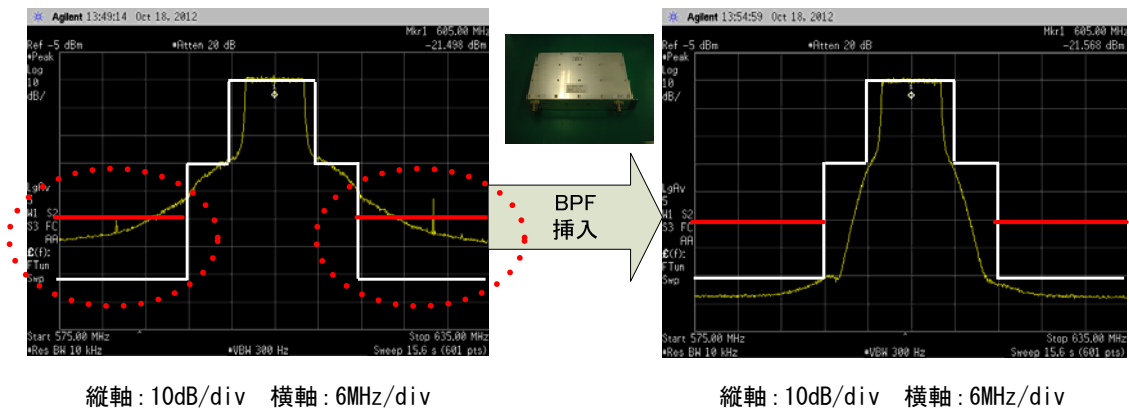 Agilent 13:49:14 Oct 18, 2012
Mkr1 605.00 MHz
Ref -5 dBm #Atten 20 dB -21.498 dBm
#Peak
Log
10
dB/
1
LgAv
5
W1 S2
S3 FC
AA
£(f):
FTun
Swp
Start 575.00 MHz Stop 635.00 MHz
#Res BW 10 kHz #VBW 300 Hz Sweep 15.6 s (601 pts)
縦軸:10dB/div 横軸:6MHz/div
BPF
挿入
Agilent 13:54:59 Oct 18, 2012
Mkr1 605.00 MHz
Ref -5 dBm #Atten 20 dB -21.568 dBm
#Peak
Log
10
dB/
1
LgAv
5
W1 S2
S3 FC
AA
£(f):
FTun
Swp
Start 575.00 MHz Stop 635.00 MHz
#Res BW 10 kHz #VBW 300 Hz Sweep 15.6 s (601 pts)
縦軸:10dB/div 横軸:6MHz/div